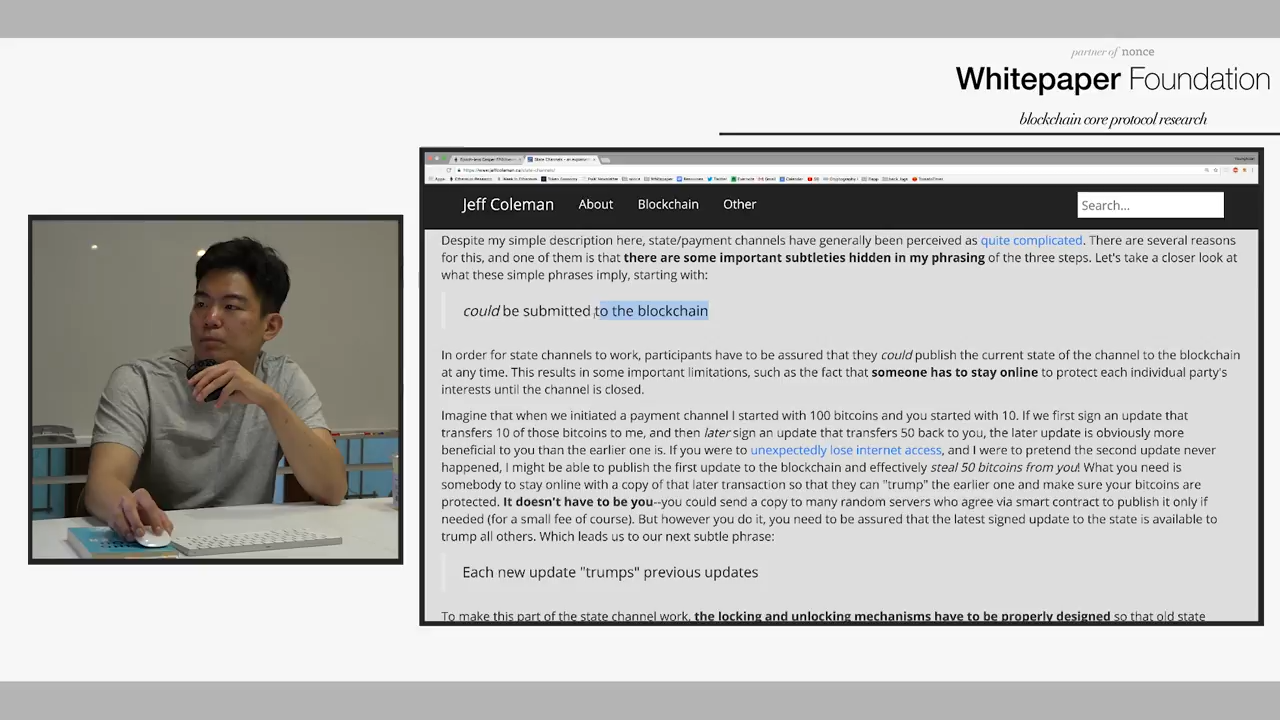 partner of nonce
Whitepaper Foundation
blockchain core protocol research
Jeff Coleman About Blockchain Other Search...
Despite my simple description here, state/payment channels have generally been perceived as quite complicated. There are several reasons
for this, and one of them is that there are some important subtleties hidden in my phrasing of the three steps. Let's take a closer look at
what these simple phrases imply, starting with:
could be submitted to the blockchain
In order for state channels to work, participants have to be assured that they could publish the current state of the channel to the blockchain
at any time. This results in some important limitations, such as the fact that someone has to stay online to protect each individual party's
interests until the channel is closed.
Imagine that when we initiated a payment channel I started with 100 bitcoins and you started with 10. If we first sign an update that
transfers 10 of those bitcoins to me, and then later sign an update that transfers 50 back to you, the later update is obviously more
beneficial to you than the earlier one is. If you were to unexpectedly lose internet access, and I were to pretend the second update never
happened, I might be able to publish the first update to the blockchain and effectively steal 50 bitcoins from you! What you need is
somebody to stay online with a copy of that later transaction so that they can "trump" the earlier one and make sure your bitcoins are
protected. It doesn't have to be you--you could send a copy to many random servers who agree via smart contract to publish it only if
needed (for a small fee of course). But however you do it, you need to be assured that the latest signed update to the state is available to
trump all others. Which leads us to our next subtle phrase:
Each new update "trumps" previous updates
To make this part of the state channel work, the locking and unlocking mechanisms have to be properly designed so that old state